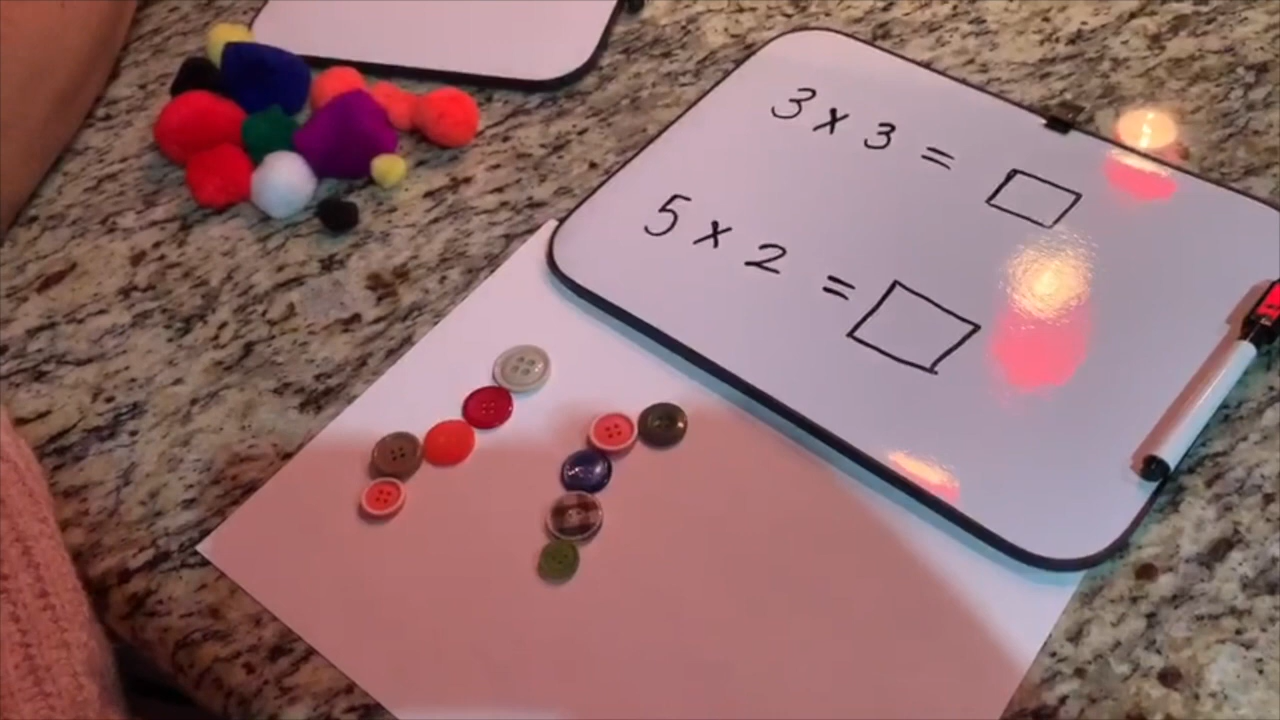 3 x 3 = □
5 x 2 = □